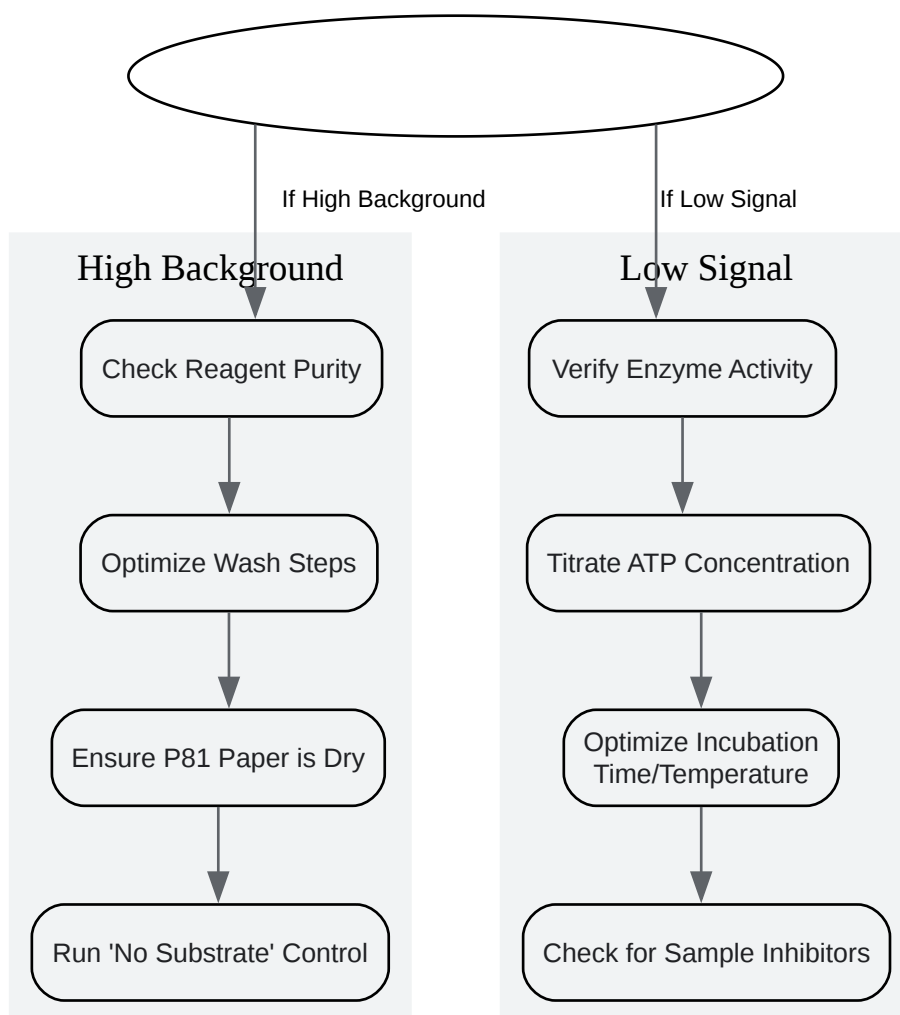 If High Background
If Low Signal
High Background
Low Signal
Check Reagent Purity
Verify Enzyme Activity
Optimize Wash Steps
Titrate ATP Concentration
Ensure P81 Paper is Dry
Optimize Incubation
Time/Temperature
Run 'No Substrate' Control
Check for Sample Inhibitors